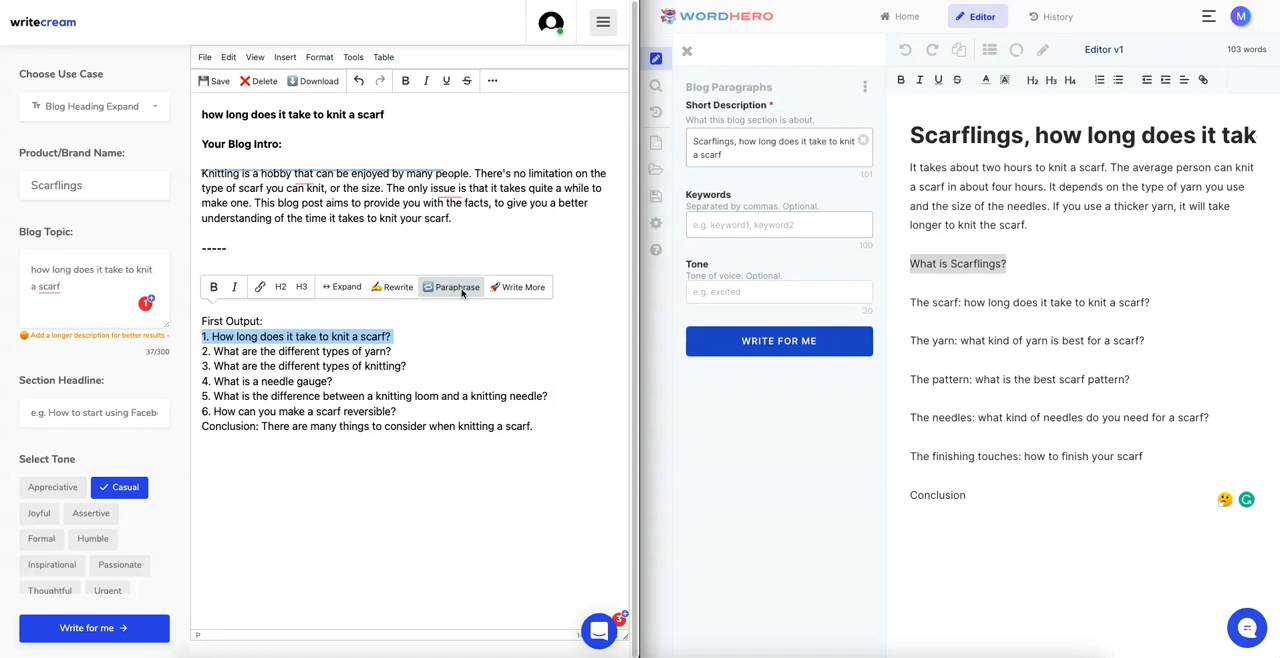 writecream
Choose Use Case
Tт Blog Heading Expand
Product/Brand Name:
Scarflings
Blog Topic:
how long does it take to knit
a scarf
1
Add a longer description for better results -
37/300
Section Headline:
e.g. How to start using Faceb
Select Tone
Appreciative
✓ Casual
Joyful
Assertive
Formal
Humble
Inspirational
Passionate
Thoughtful
Urgent
Write for me →
File Edit View Insert Format Tools Table
Save Delete Download B I U S ...
how long does it take to knit a scarf
Your Blog Intro:
Knitting is a hobby that can be enjoyed by many people. There's no limitation on the
type of scarf you can knit, or the size. The only issue is that it takes quite a while to
make one. This blog post aims to provide you with the facts, to give you a better
understanding of the time it takes to knit your scarf.
-----
B I H2 H3 Expand Rewrite Paraphrase Write More
First Output:
1. How long does it take to knit a scarf?
2. What are the different types of yarn?
3. What are the different types of knitting?
4. What is a needle gauge?
5. What is the difference between a knitting loom and a knitting needle?
6. How can you make a scarf reversible?
Conclusion: There are many things to consider when knitting a scarf.
P
3
WORDHERO
Home
Editor
History
M
Editor v1
103 words
B I U S A A H2 H3 H4
Blog Paragraphs
Short Description *
What this blog section is about.
Scarflings, how long does it take to knit
a scarf
101
Keywords
Separated by commas. Optional.
e.g. keyword1, keyword2
100
Tone
Tone of voice. Optional.
e.g. excited
30
WRITE FOR ME
Scarflings, how long does it tak
It takes about two hours to knit a scarf. The average person can knit
a scarf in about four hours. It depends on the type of yarn you use
and the size of the needles. If you use a thicker yarn, it will take
longer to knit the scarf.
What is Scarflings?
The scarf: how long does it take to knit a scarf?
The yarn: what kind of yarn is best for a scarf?
The pattern: what is the best scarf pattern?
The needles: what kind of needles do you need for a scarf?
The finishing touches: how to finish your scarf
Conclusion